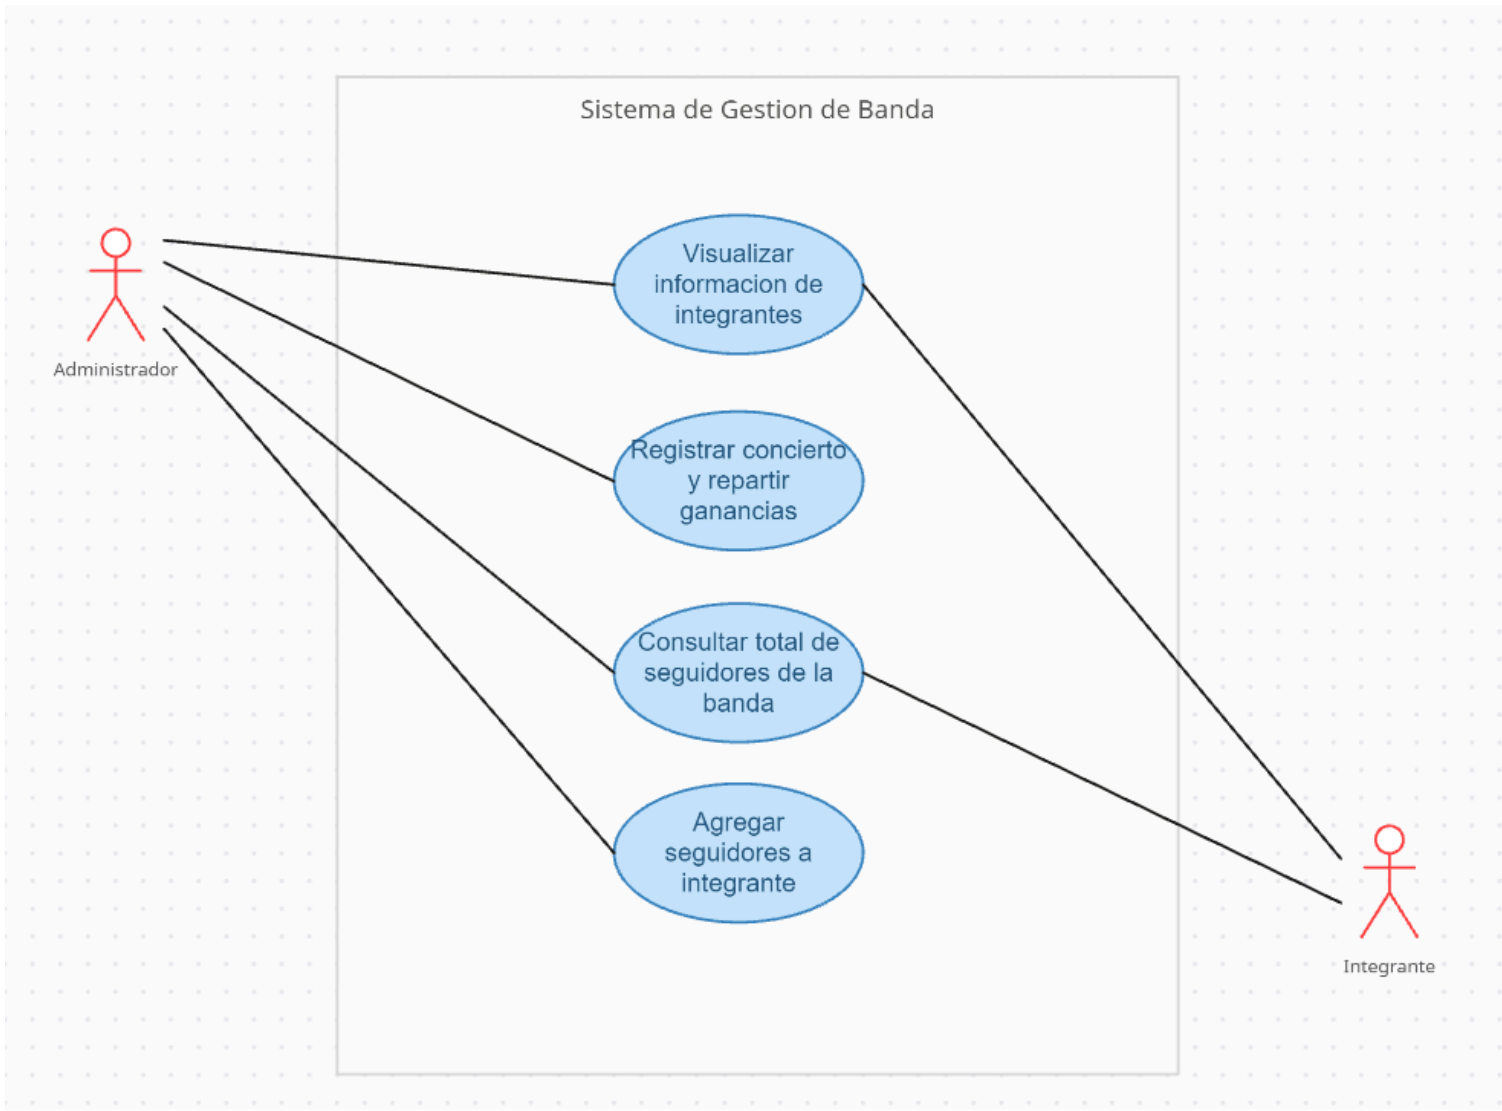 Sistema de Gestion de Banda
Visualizar
informacion de
integrantes
Administrador
Registrar concierto
y repartir
ganancias
Consultar total de
seguidores de la
banda
Agregar
seguidores a
integrante
Integrante